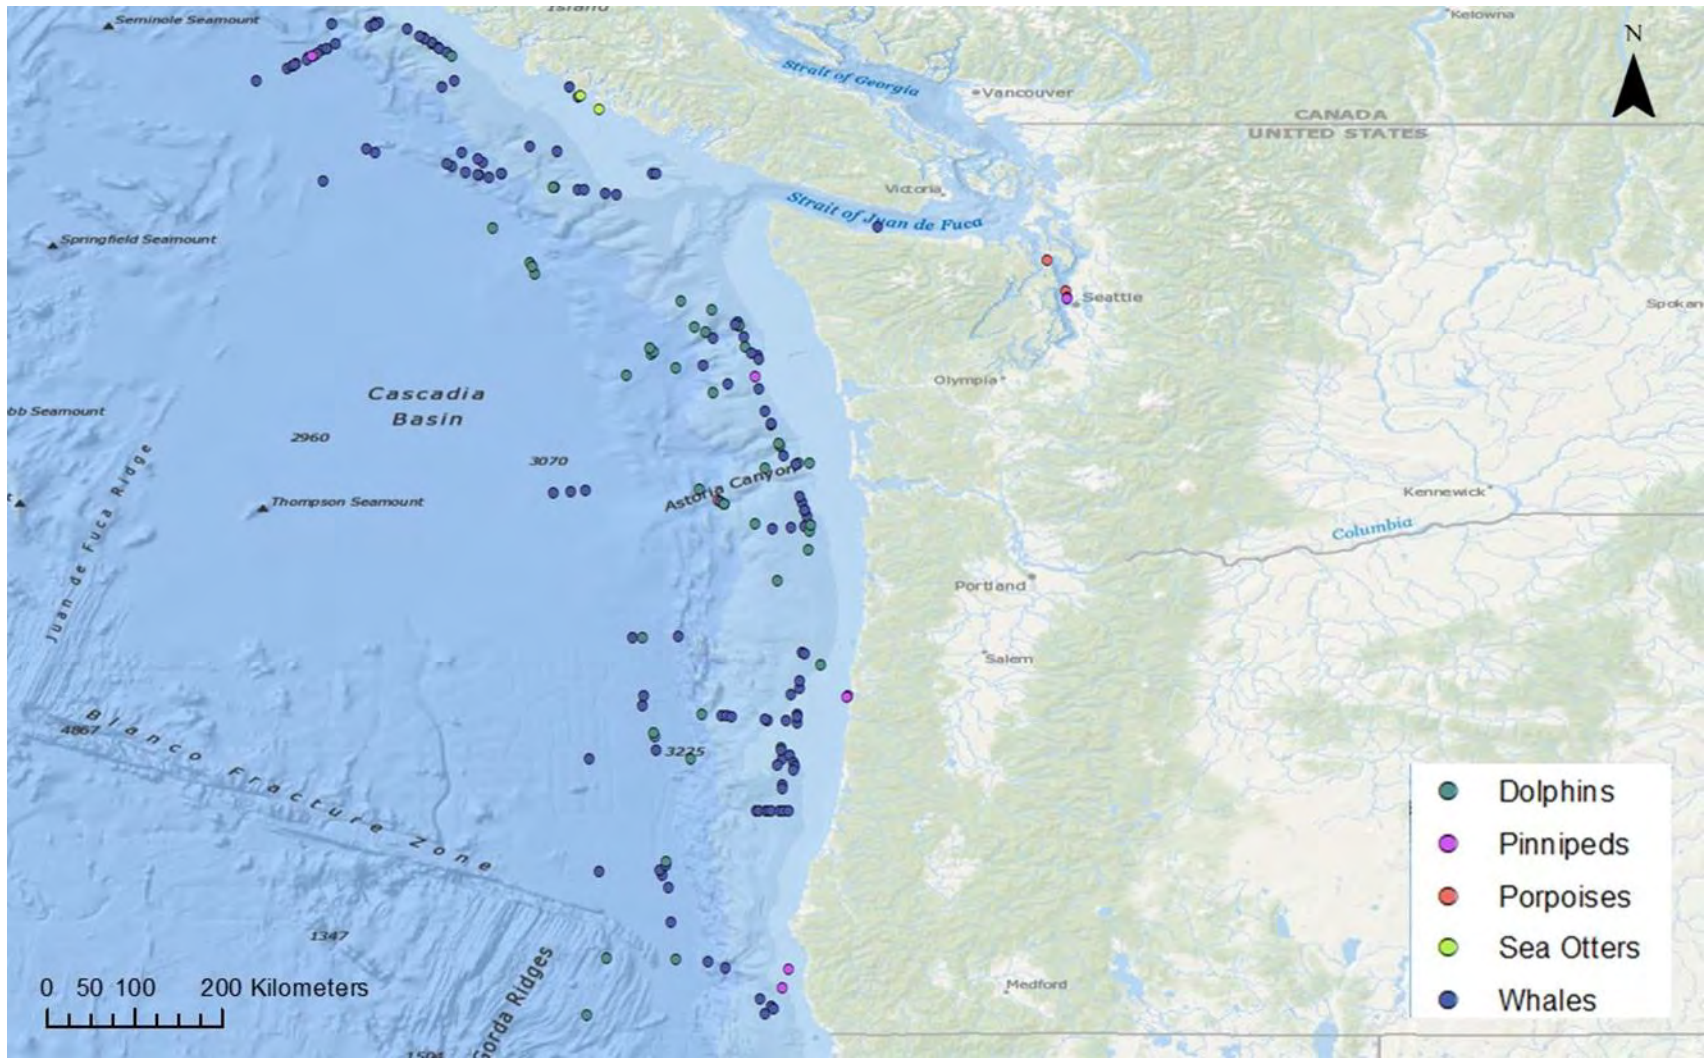 Seminole Seamount
Island
Kelowna
N
Strait of Georgia
Vancouver
CANADA
UNITED STATES
Victoria
Strait of Juan de Fuca
Springfield Seamount
Seattle
Spokan
Olympia
Cascadia
Basin
bb Seamount
2960
3070
Astoria Canyon
Thompson Seamount
t
Kennewick
Columbia
Juan de Fuca Ridge
Portland
Salem
Blanco Fracture Zone
4867
3225
Dolphins
Pinnipeds
Porpoises
Sea Otters
Whales
1347
Gorda Ridges
Medford
0 50 100 200 Kilometers